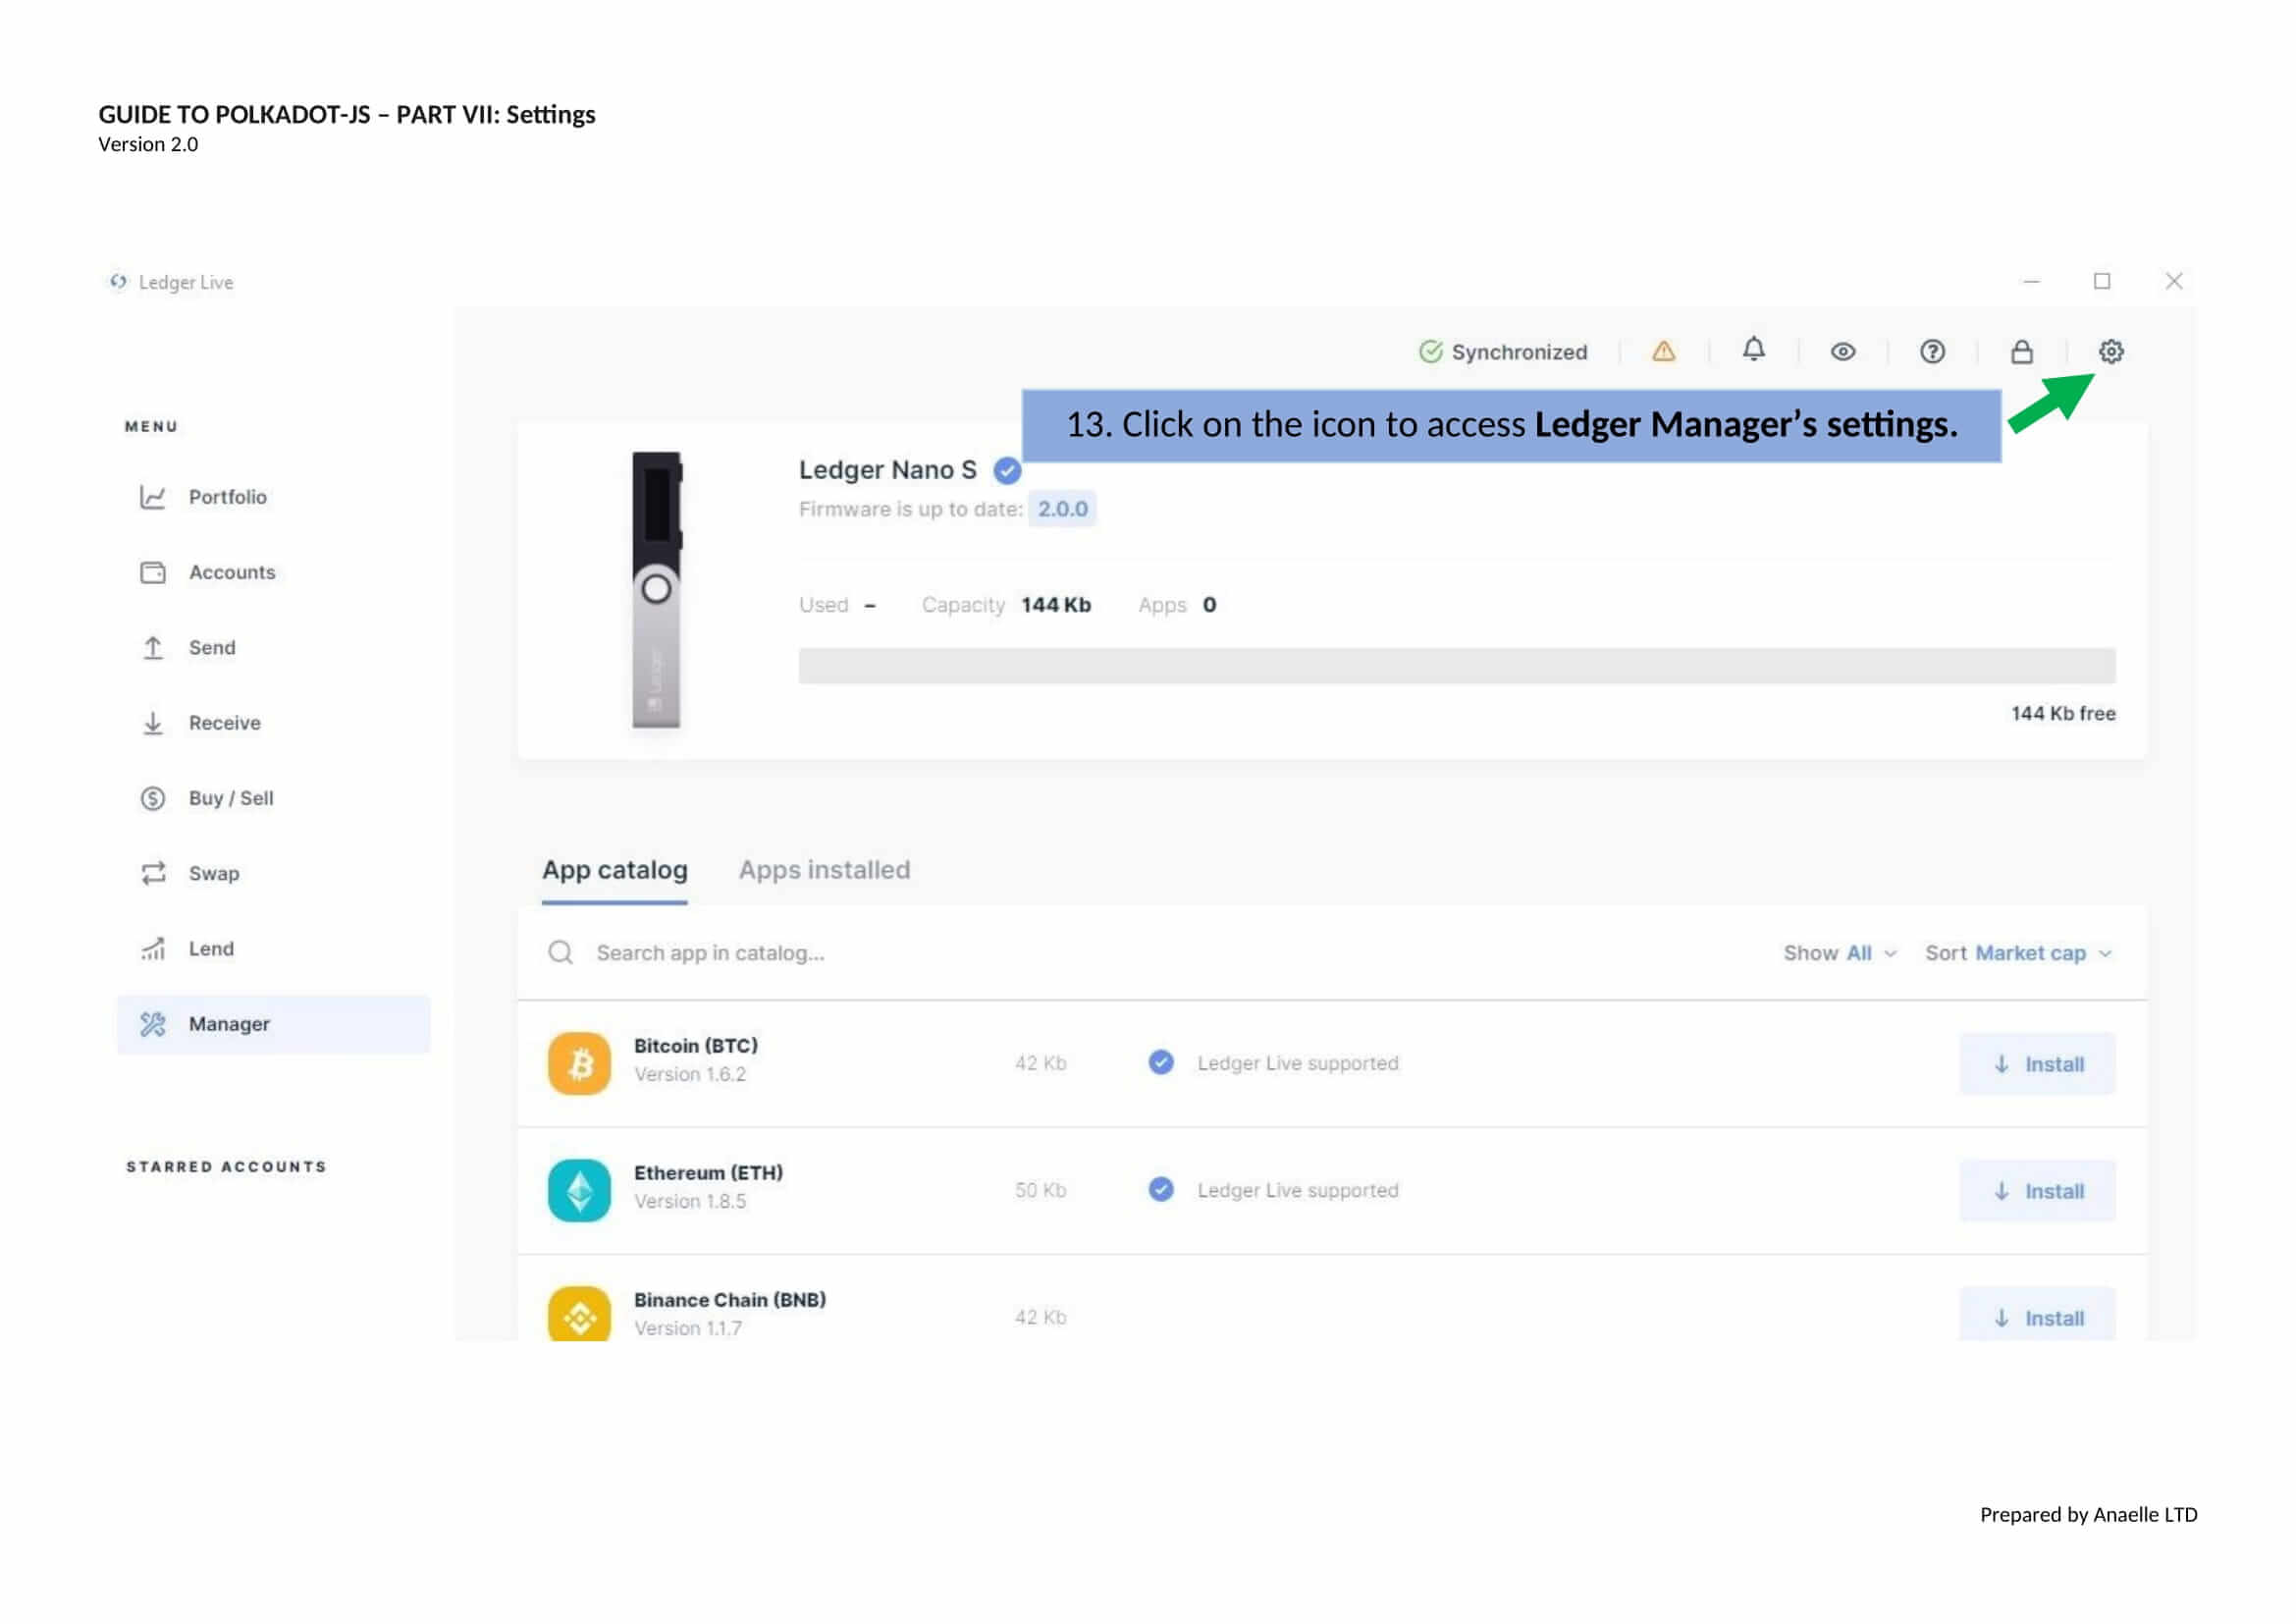 GUIDE TO POLKADOT-JS – PART VII: Settings
Version 2.0
Ledger Live
Synchronized
13. Click on the icon to access Ledger Manager’s settings.
MENU
Portfolio
Accounts
Send
Receive
Buy / Sell
Swap
Lend
Manager
STARRED ACCOUNTS
Ledger Nano S
Firmware is up to date: 2.0.0
Used – Capacity 144 Kb Apps 0
Ledger
144 Kb free
App catalog Apps installed
Search app in catalog... Show All Sort Market cap
Bitcoin (BTC)
Version 1.6.2
42 Kb Ledger Live supported Install
Ethereum (ETH)
Version 1.8.5
50 Kb Ledger Live supported Install
Binance Chain (BNB)
Version 1.1.7
42 Kb Install
Prepared by Anaelle LTD